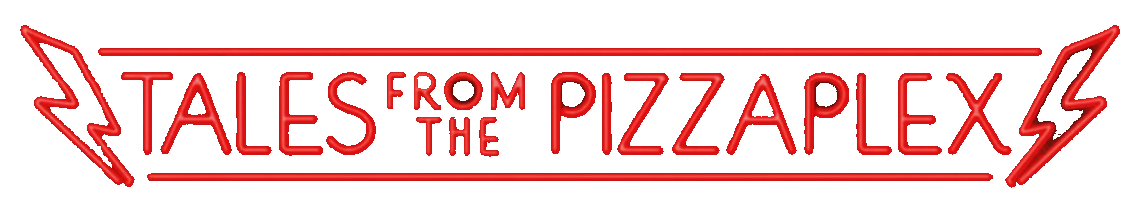 TALES FROM THE PIZZAPLEX